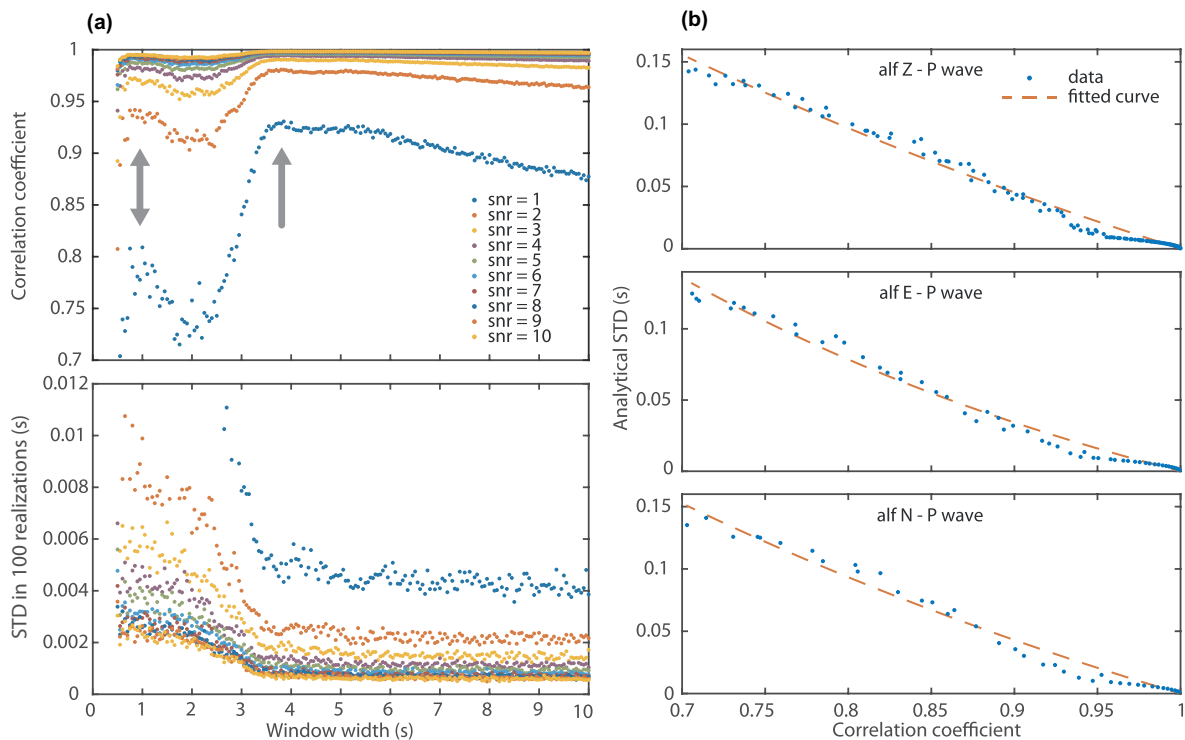 (a)
1
0.95
0.9
0.85
0.8
0.75
0.7
Correlation coefficient
snr = 1
snr = 2
snr = 3
snr = 4
snr = 5
snr = 6
snr = 7
snr = 8
snr = 9
snr = 10
0.012
0.01
0.008
0.006
0.004
0.002
0
STD in 100 realizations (s)
0 1 2 3 4 5 6 7 8 9 10
Window width (s)
(b)
0.15
0.1
0.05
0
alf Z - P wave
data
fitted curve
0.1
0.05
0
alf E - P wave
Analytical STD (s)
0.15
0.1
0.05
0
alf N - P wave
0.7 0.75 0.8 0.85 0.9 0.95 1
Correlation coefficient